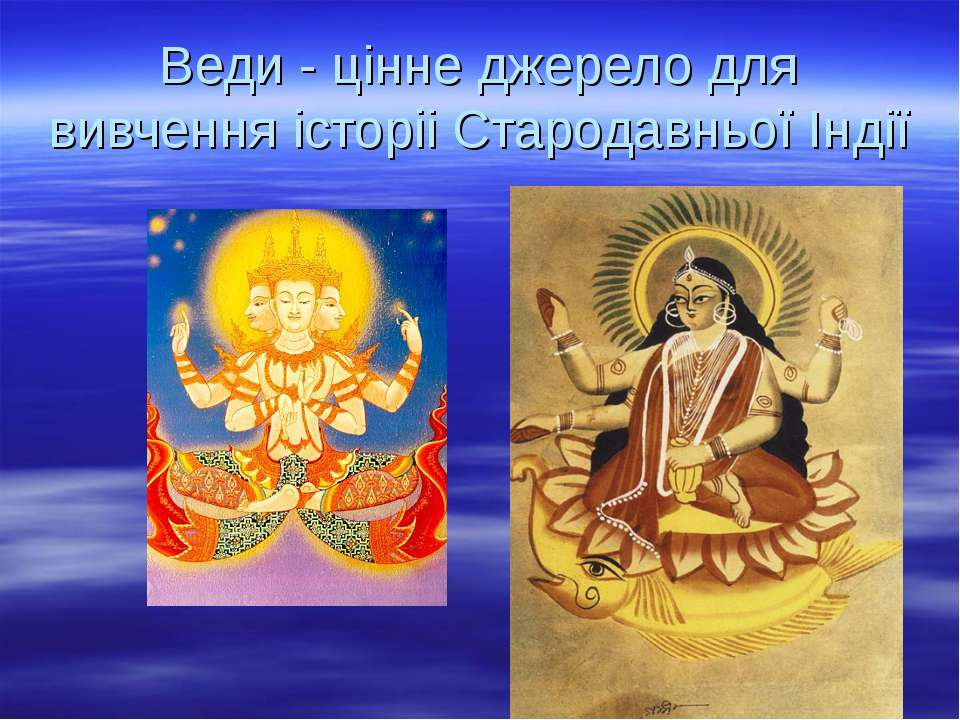 Веди - цінне джерело для
вивчення історіі Стародавньої Індії